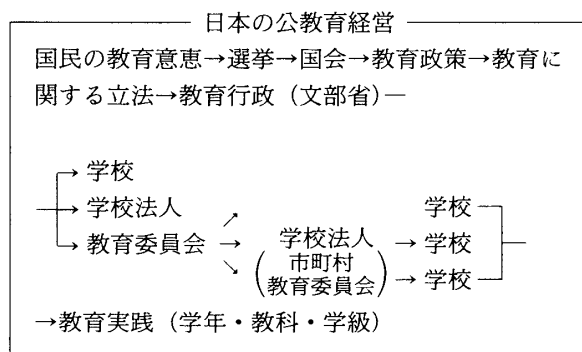 日本の公教育経営
国民の教育意恵→選挙→国会→教育政策→教育に
関する立法→教育行政（文部省）―
→学校
→学校法人
→教育委員会
↗ 学校
→ 学校法人 → 学校
↘ (市町村教育委員会) → 学校
→教育実践（学年・教科・学級）